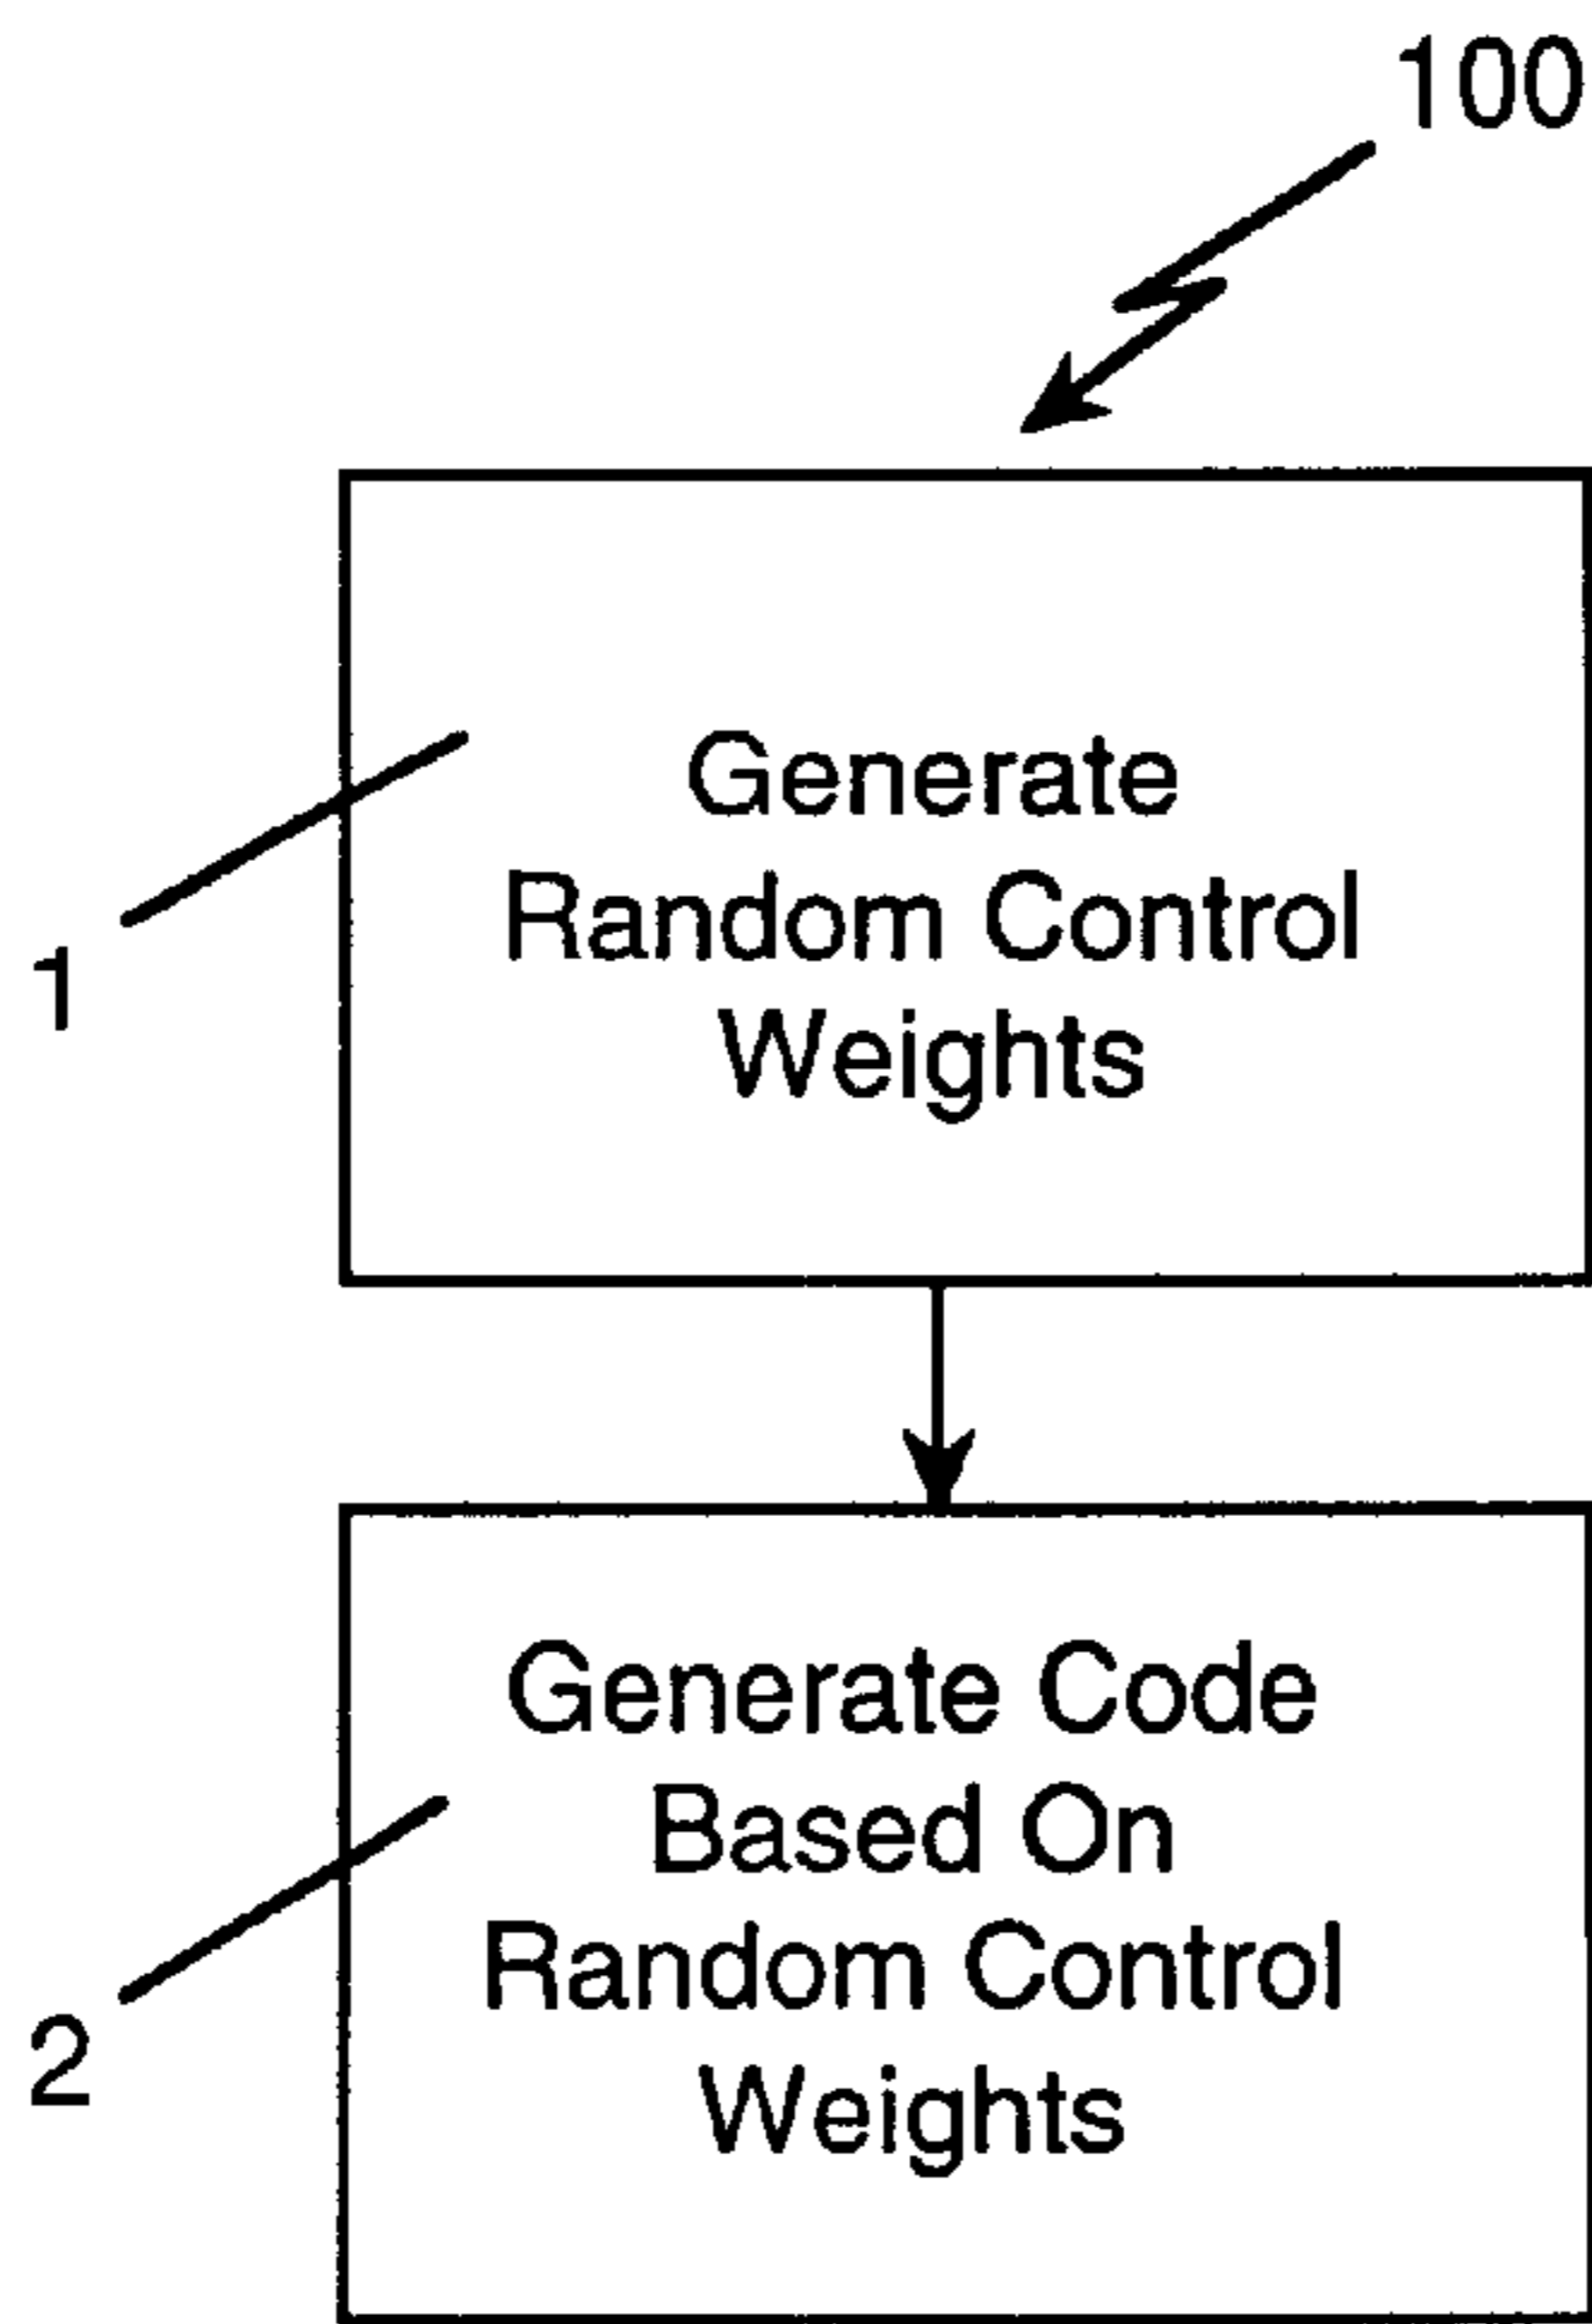 100
Generate
Random Control
Weights
1
Generate Code
Based On
Random Control
Weights
2